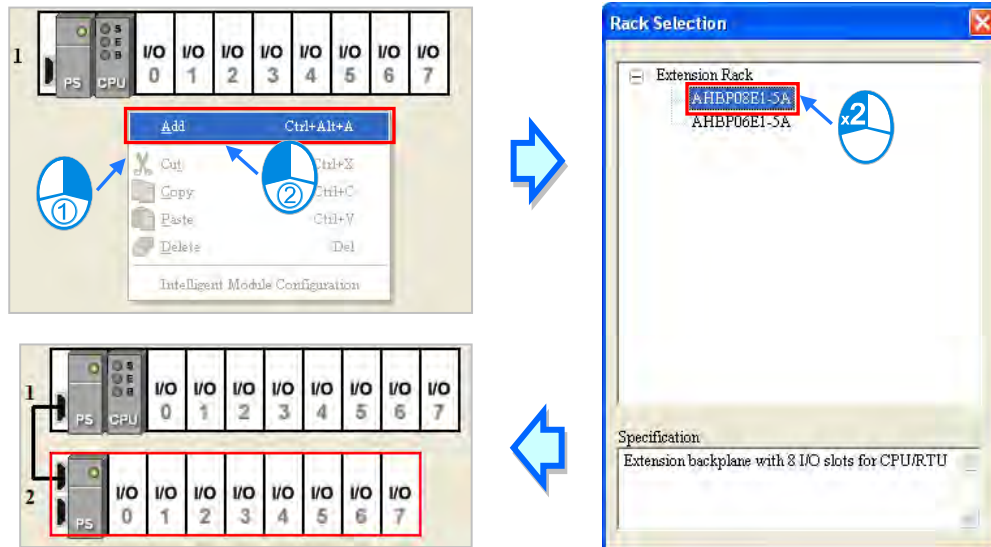 S
E
B
1
PS CPU
I/O I/O I/O I/O I/O I/O I/O I/O
0 1 2 3 4 5 6 7
Add Ctrl+Alt+A
Cut Ctrl+X
Copy Ctrl+C
Paste Ctrl+V
Delete Del
Intelligent Module Configuration
1
2
Rack Selection
Extension Rack
AHBP08E1-5A
AHBP06E1-5A
x2
Specification
Extension backplane with 8 I/O slots for CPU/RTU
S
E
B
1
PS CPU
I/O I/O I/O I/O I/O I/O I/O I/O
0 1 2 3 4 5 6 7
2
PS
I/O I/O I/O I/O I/O I/O I/O I/O
0 1 2 3 4 5 6 7